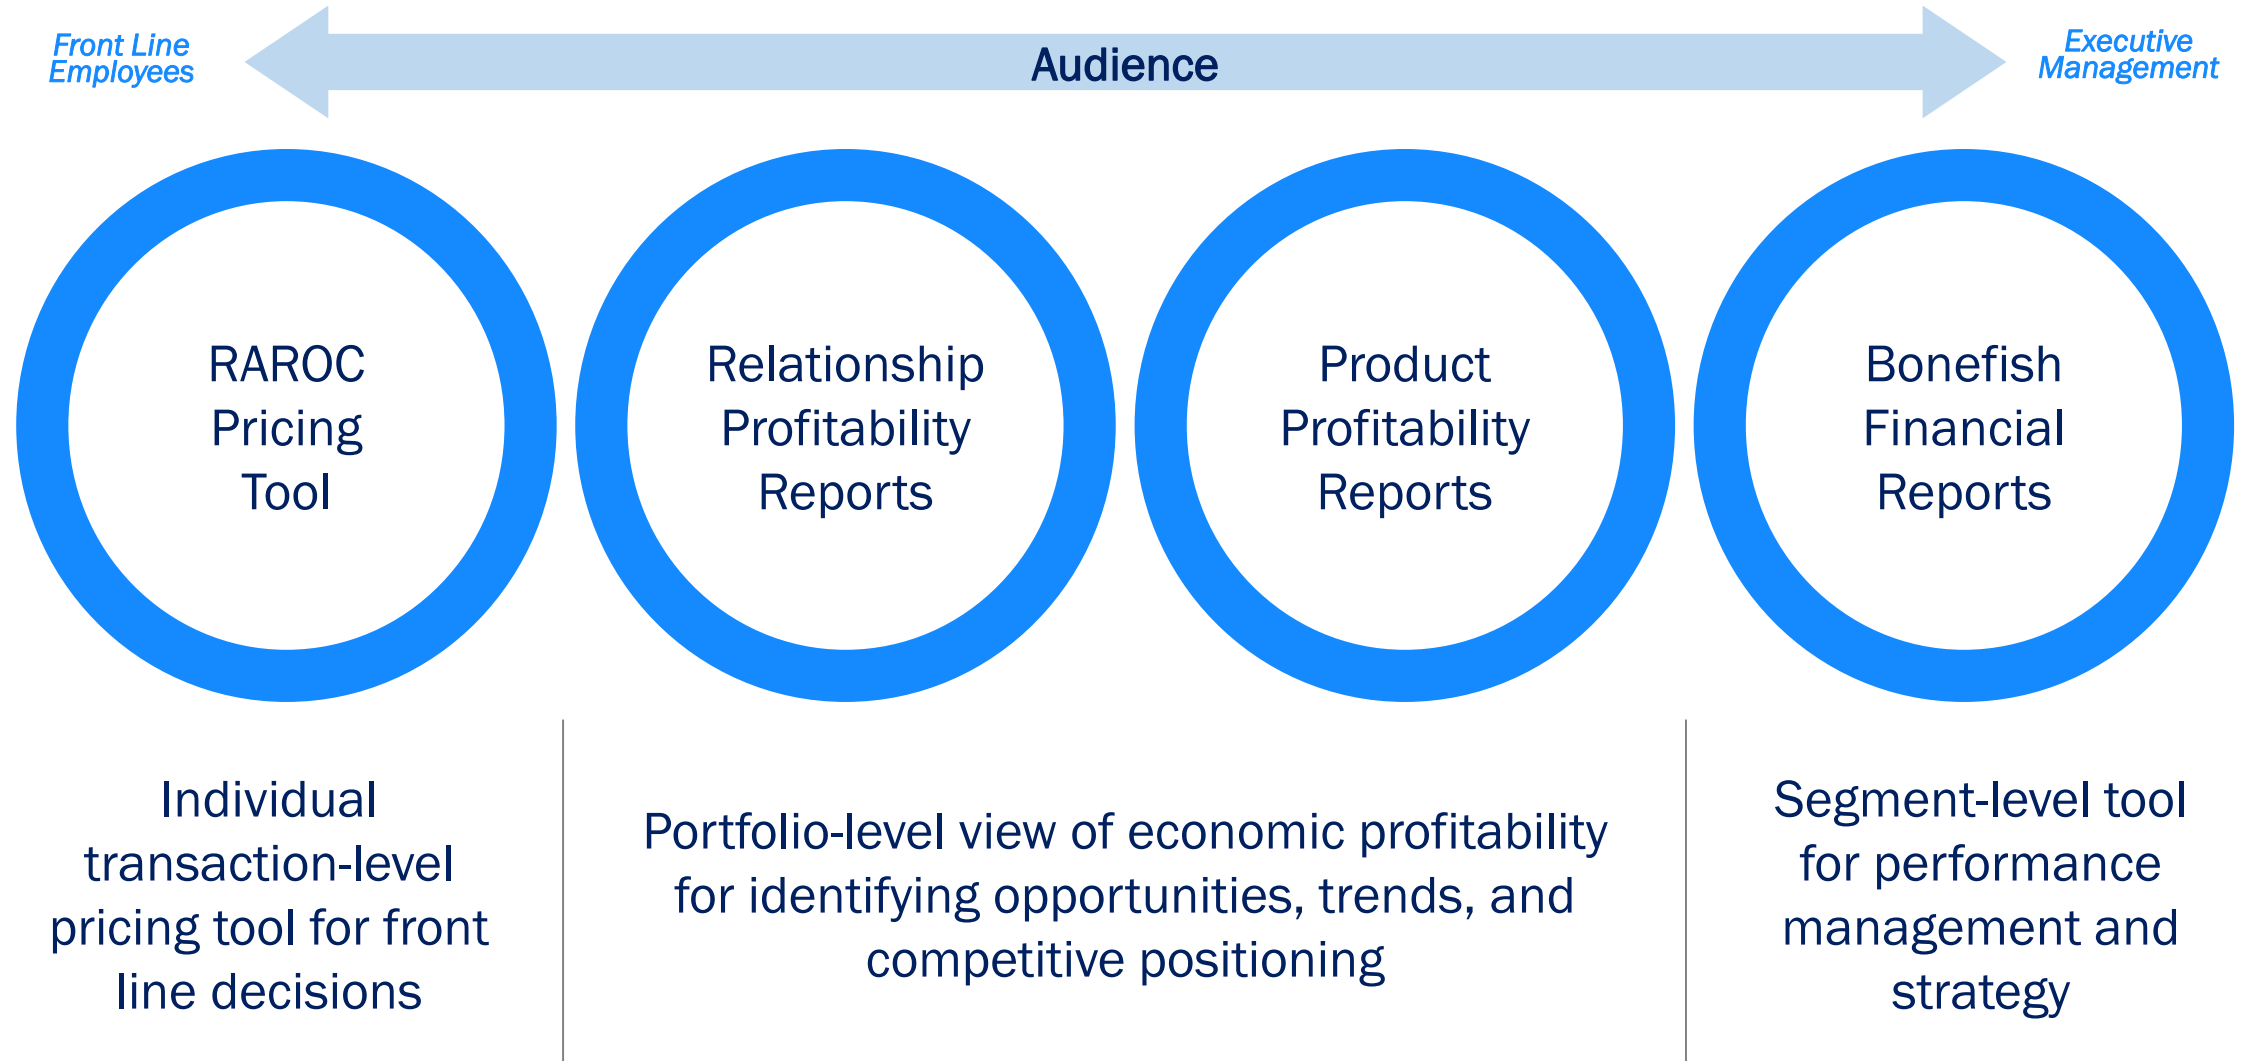 Front Line
Employees
Audience
Executive
Management
RAROC
Pricing
Tool
Relationship
Profitability
Reports
Product
Profitability
Reports
Bonefish
Financial
Reports
Individual
transaction-level
pricing tool for front
line decisions
Portfolio-level view of economic profitability
for identifying opportunities, trends, and
competitive positioning
Segment-level tool
for performance
management and
strategy